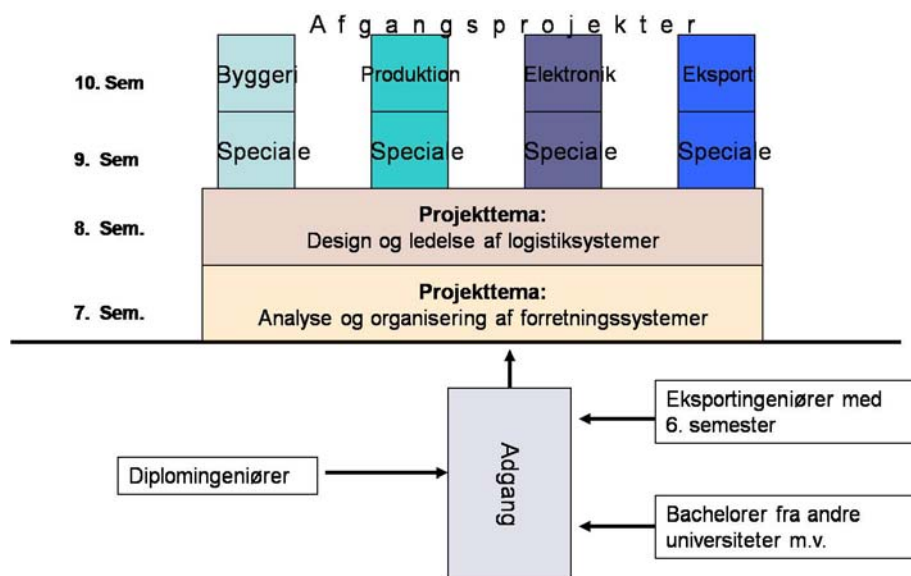 Afgangsprojekter
10. Sem
Byggeri
Produktion
Elektronik
Eksport
9. Sem
Speciale
Speciale
Speciale
Speciale
8. Sem.
Projekttema:
Design og ledelse af logistiksystemer
7. Sem.
Projekttema:
Analyse og organisering af forretningssystemer
Adgang
Eksportingeniører med
6. semester
Diplomingeniører
Bachelorer fra andre
universiteter m.v.